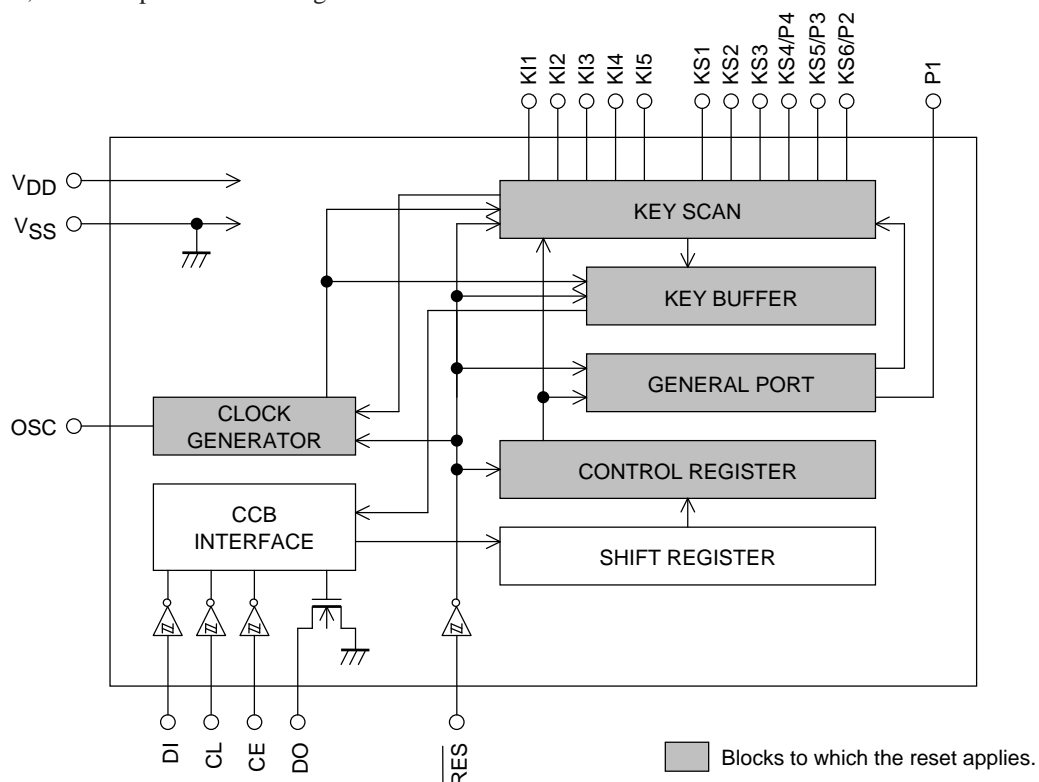 KI1
KI2
KI3
KI4
KI5
KS1
KS2
KS3
KS4/P4
KS5/P3
KS6/P2
P1
VDD
VSS
KEY SCAN
KEY BUFFER
GENERAL PORT
OSC
CLOCK
GENERATOR
CONTROL REGISTER
CCB
INTERFACE
SHIFT REGISTER
DI
CL
CE
DO
RES
Blocks to which the reset applies.